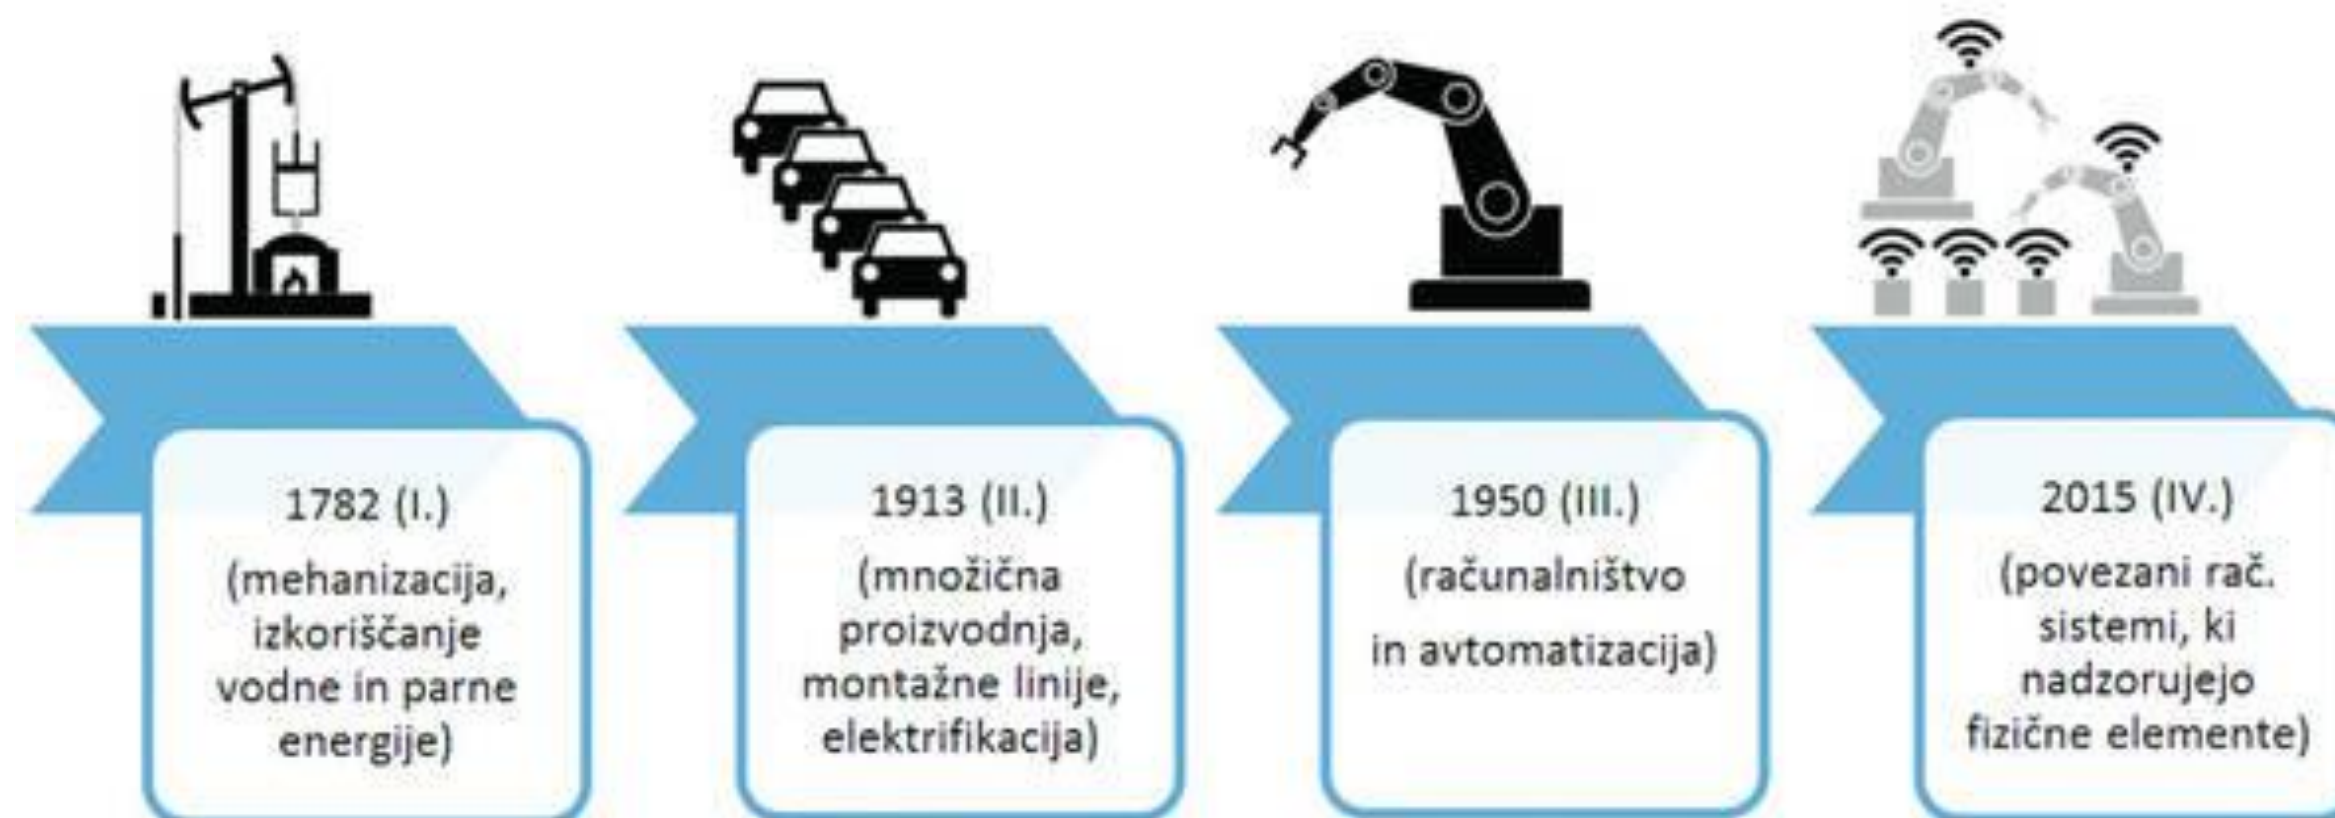 1782 (I.)
(mehanizacija,
izkoriščanje
vodne in parne
energije)
1913 (II.)
(množična
proizvodnja,
montažne linije,
elektrifikacija)
1950 (III.)
(računalništvo
in avtomatizacija)
2015 (IV.)
(povezani rač.
sistemi, ki
nadzorujejo
fizične elemente)